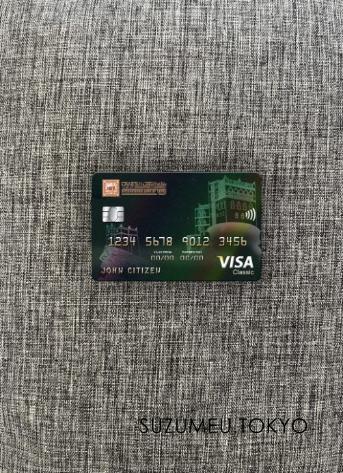 1234 5678 9012 3456
00/00 00/00
JOHN CITIZEN
VISA
Classic
SUZUMEU.TOKYO